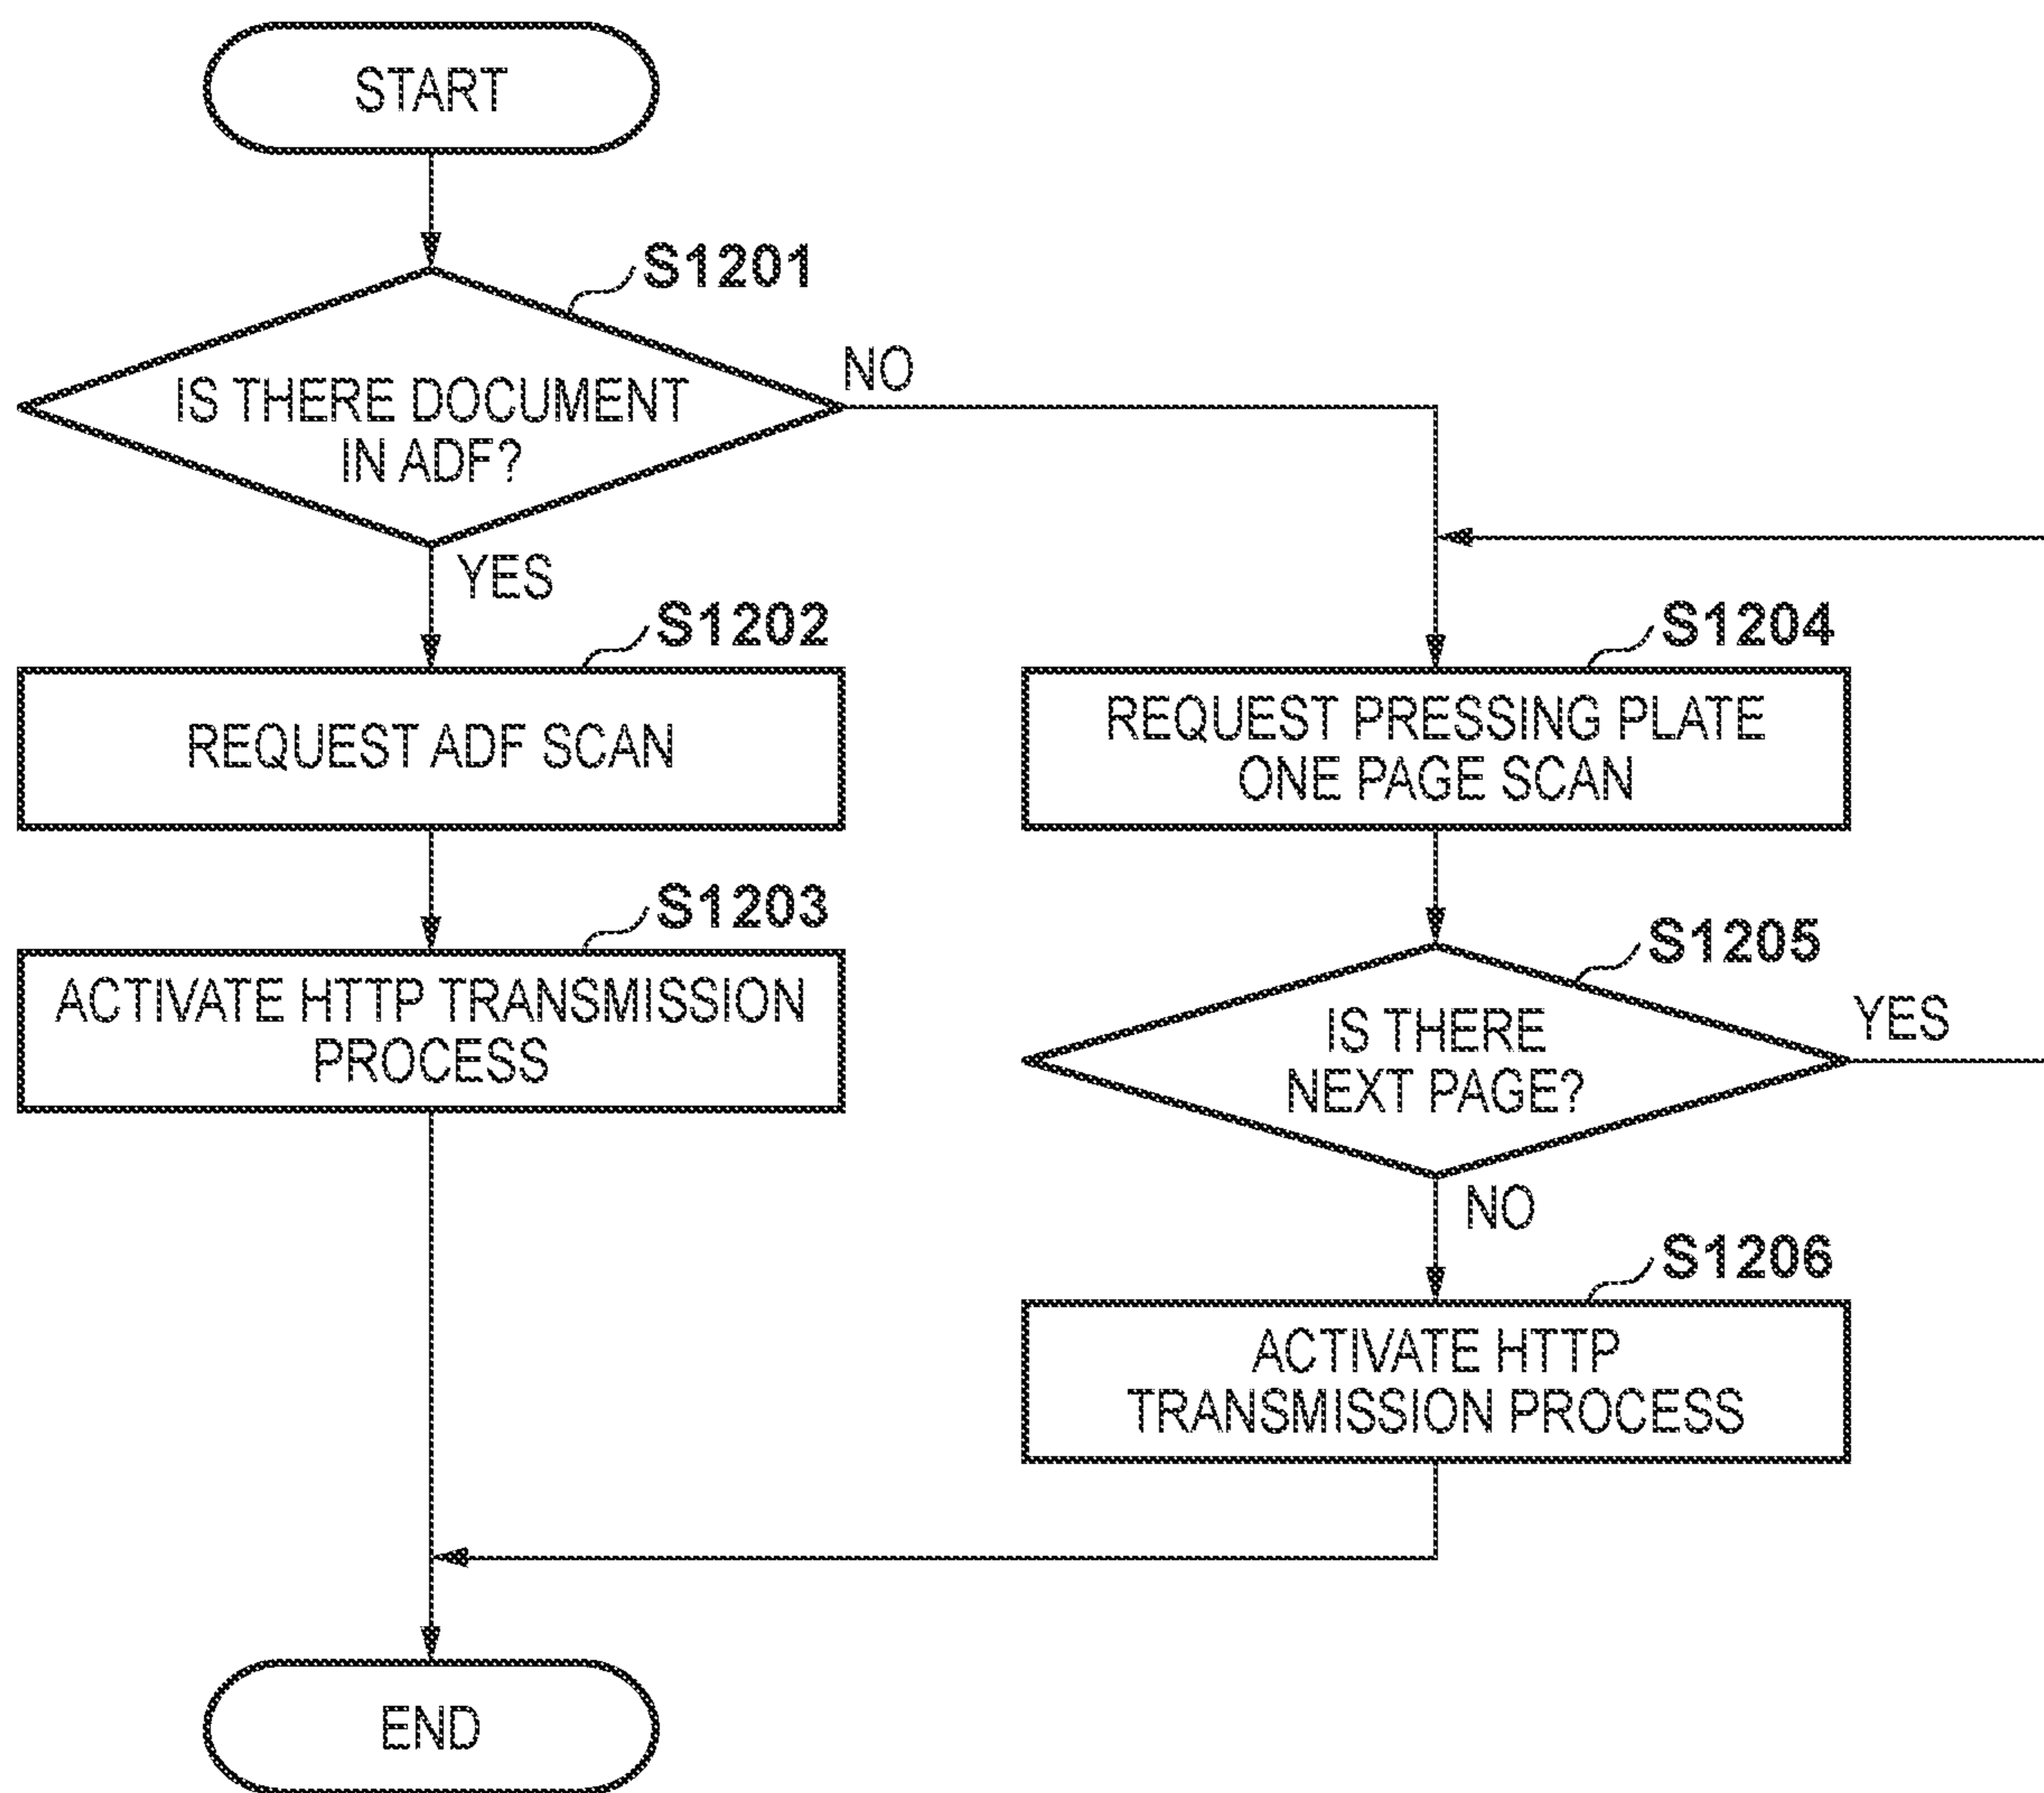 START
S1201
IS THERE DOCUMENT
IN ADF?
NO
YES
S1202
REQUEST ADF SCAN
S1203
ACTIVATE HTTP TRANSMISSION
PROCESS
S1204
REQUEST PRESSING PLATE
ONE PAGE SCAN
S1205
IS THERE
NEXT PAGE?
YES
NO
S1206
ACTIVATE HTTP
TRANSMISSION PROCESS
END